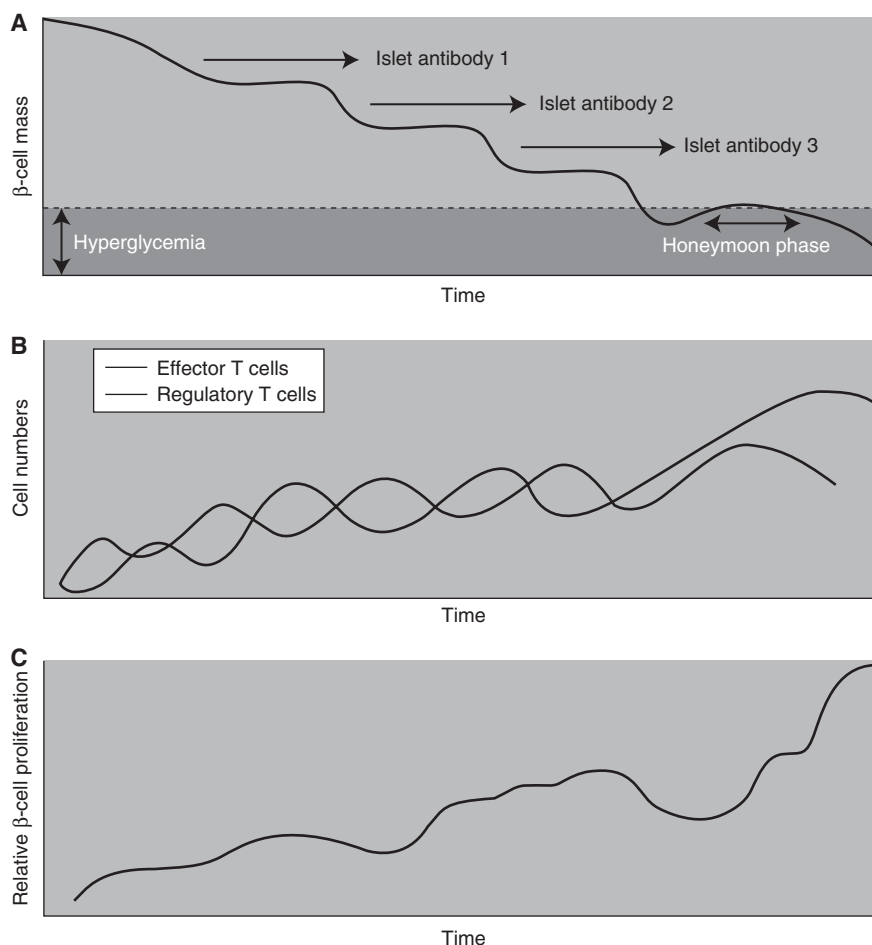 A
β-cell mass
Islet antibody 1
Islet antibody 2
Islet antibody 3
Hyperglycemia
Honeymoon phase
Time
B
Cell numbers
Effector T cells
Regulatory T cells
Time
C
Relative β-cell proliferation
Time